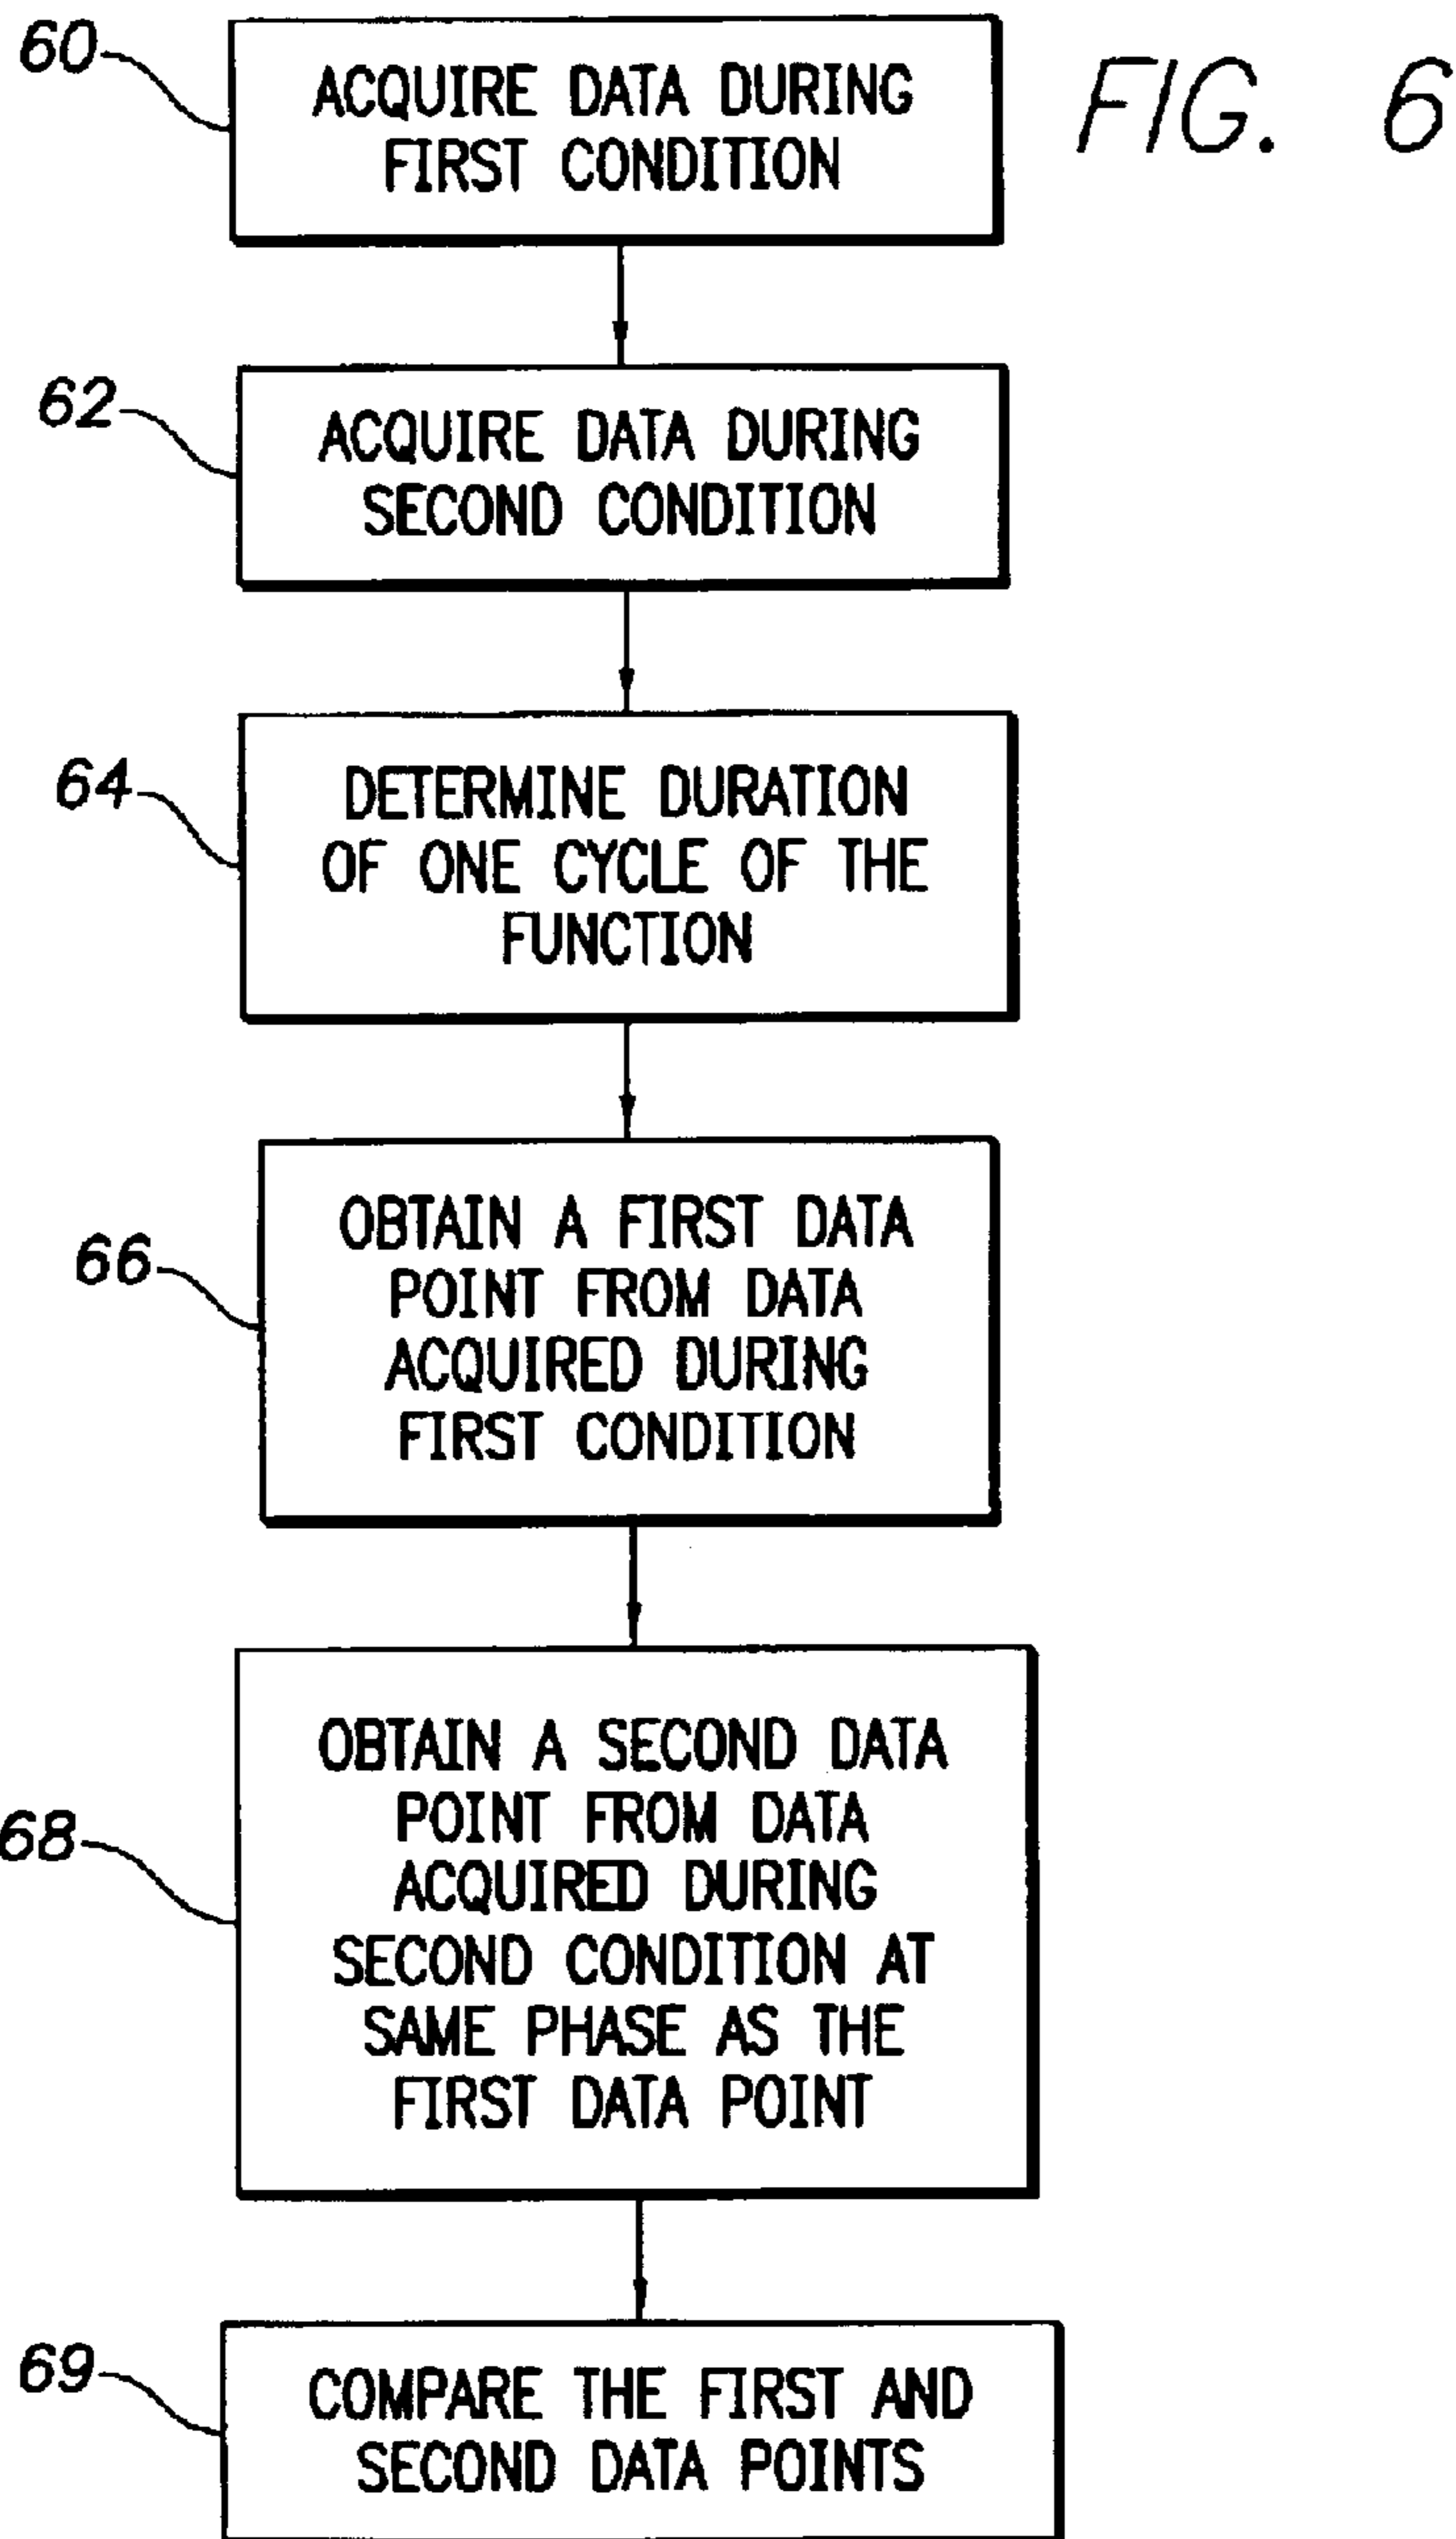 FIG. 6
60
ACQUIRE DATA DURING
FIRST CONDITION
62
ACQUIRE DATA DURING
SECOND CONDITION
64
DETERMINE DURATION
OF ONE CYCLE OF THE
FUNCTION
66
OBTAIN A FIRST DATA
POINT FROM DATA
ACQUIRED DURING
FIRST CONDITION
68
OBTAIN A SECOND DATA
POINT FROM DATA
ACQUIRED DURING
SECOND CONDITION AT
SAME PHASE AS THE
FIRST DATA POINT
69
COMPARE THE FIRST AND
SECOND DATA POINTS